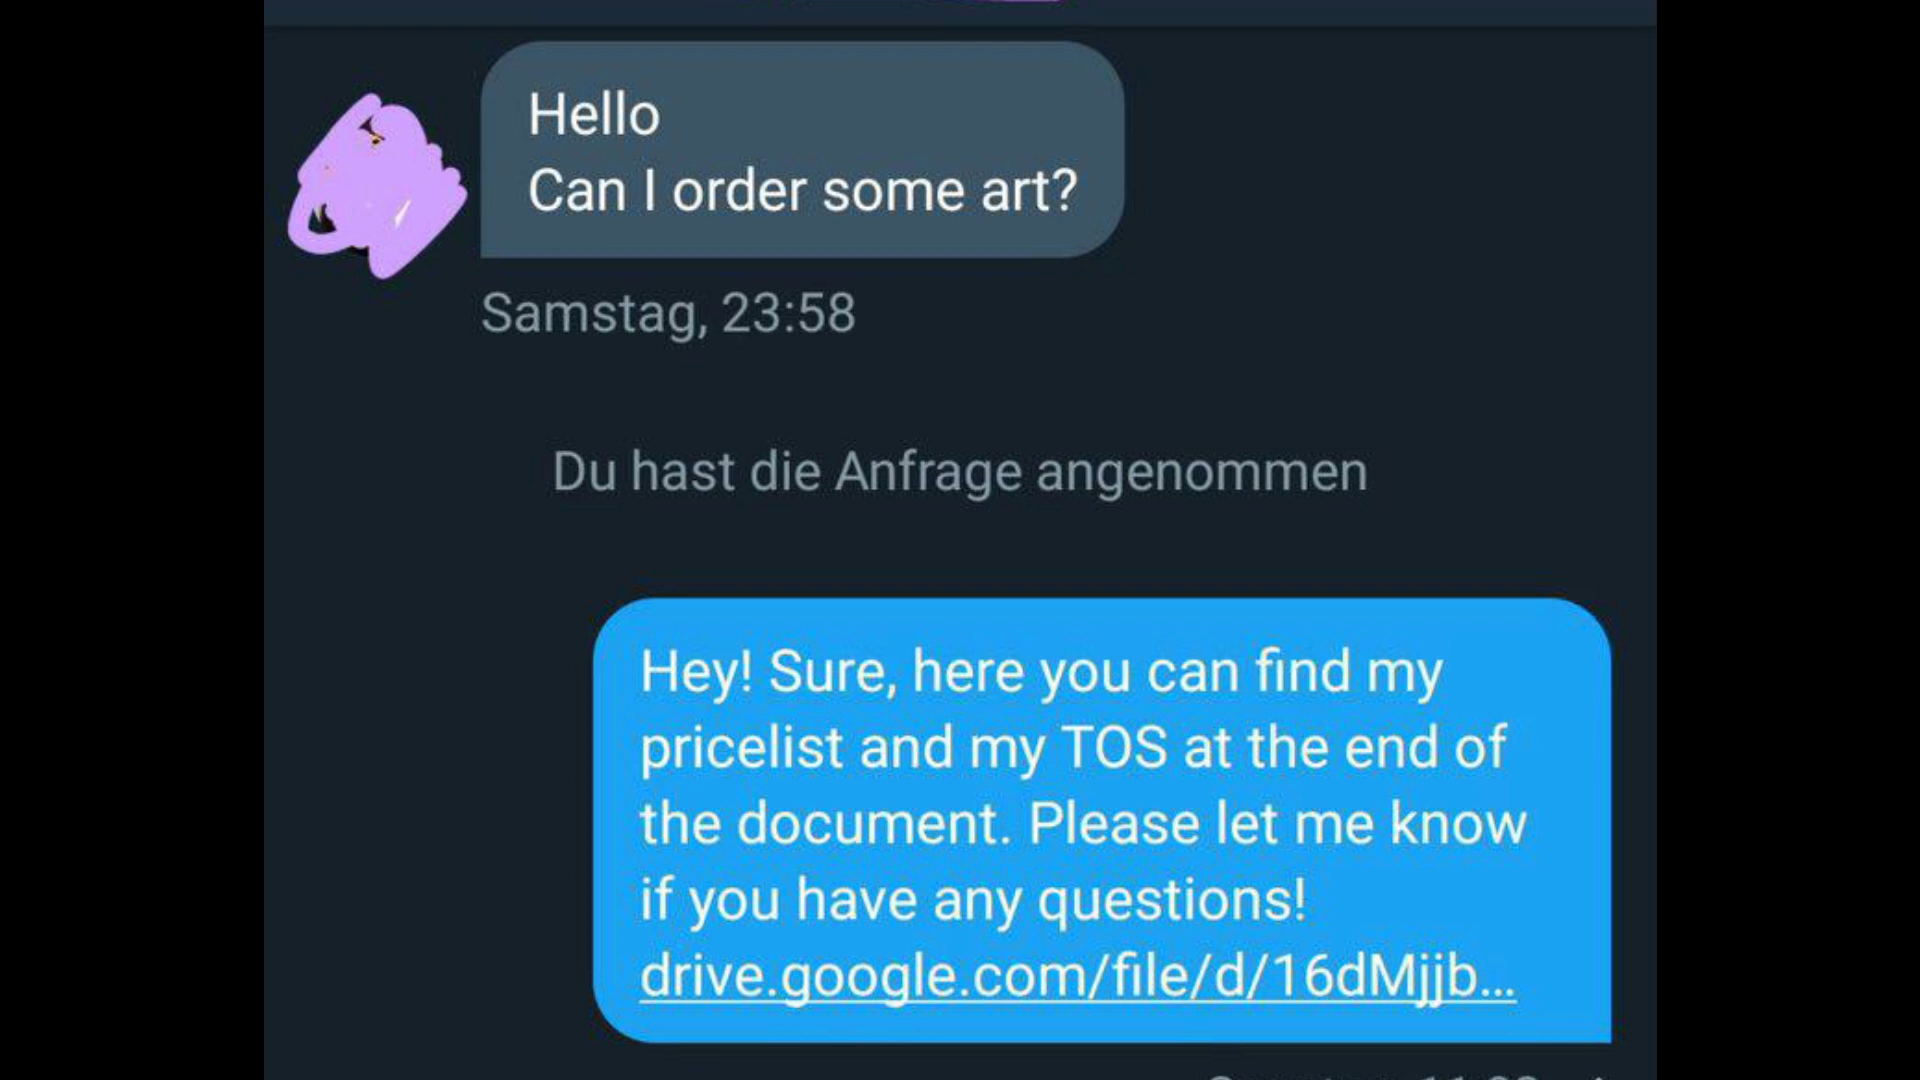 Hello
Can I order some art?
Samstag, 23:58
Du hast die Anfrage angenommen
Hey! Sure, here you can find my
pricelist and my TOS at the end of
the document. Please let me know
if you have any questions!
drive.google.com/file/d/16dMjjb...